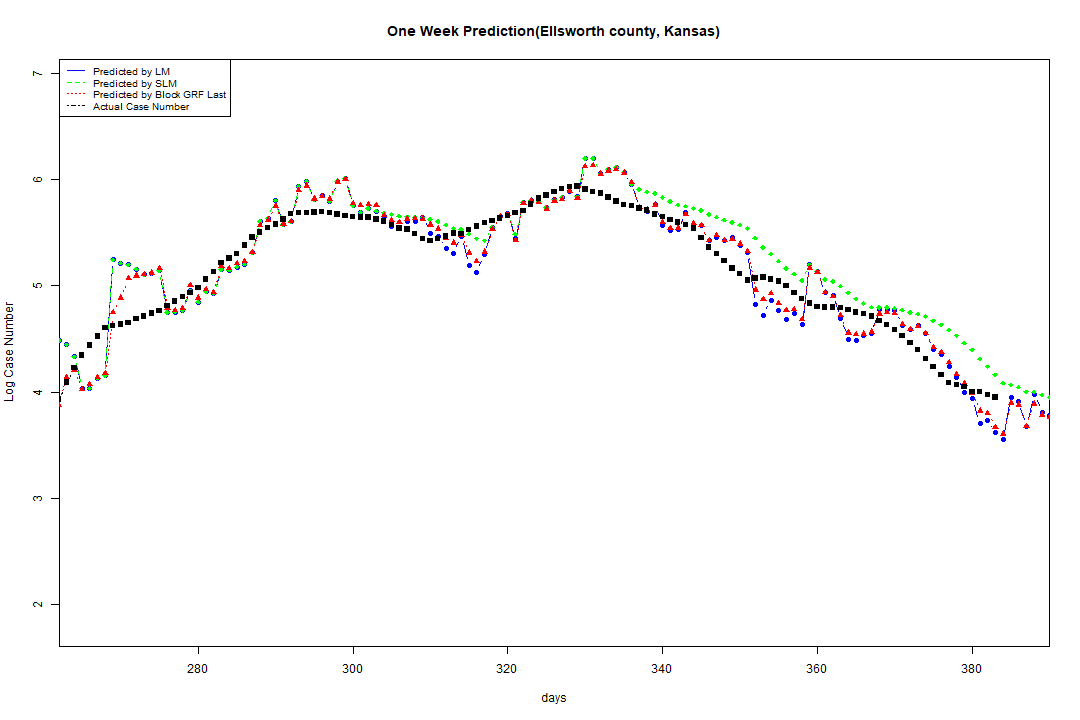 One Week Prediction(Ellsworth county, Kansas)
Predicted by LM
Predicted by SLM
Predicted by Block GRF Last
Actual Case Number
7
6
5
4
3
2
Log Case Number
280 300 320 340 360 380
days